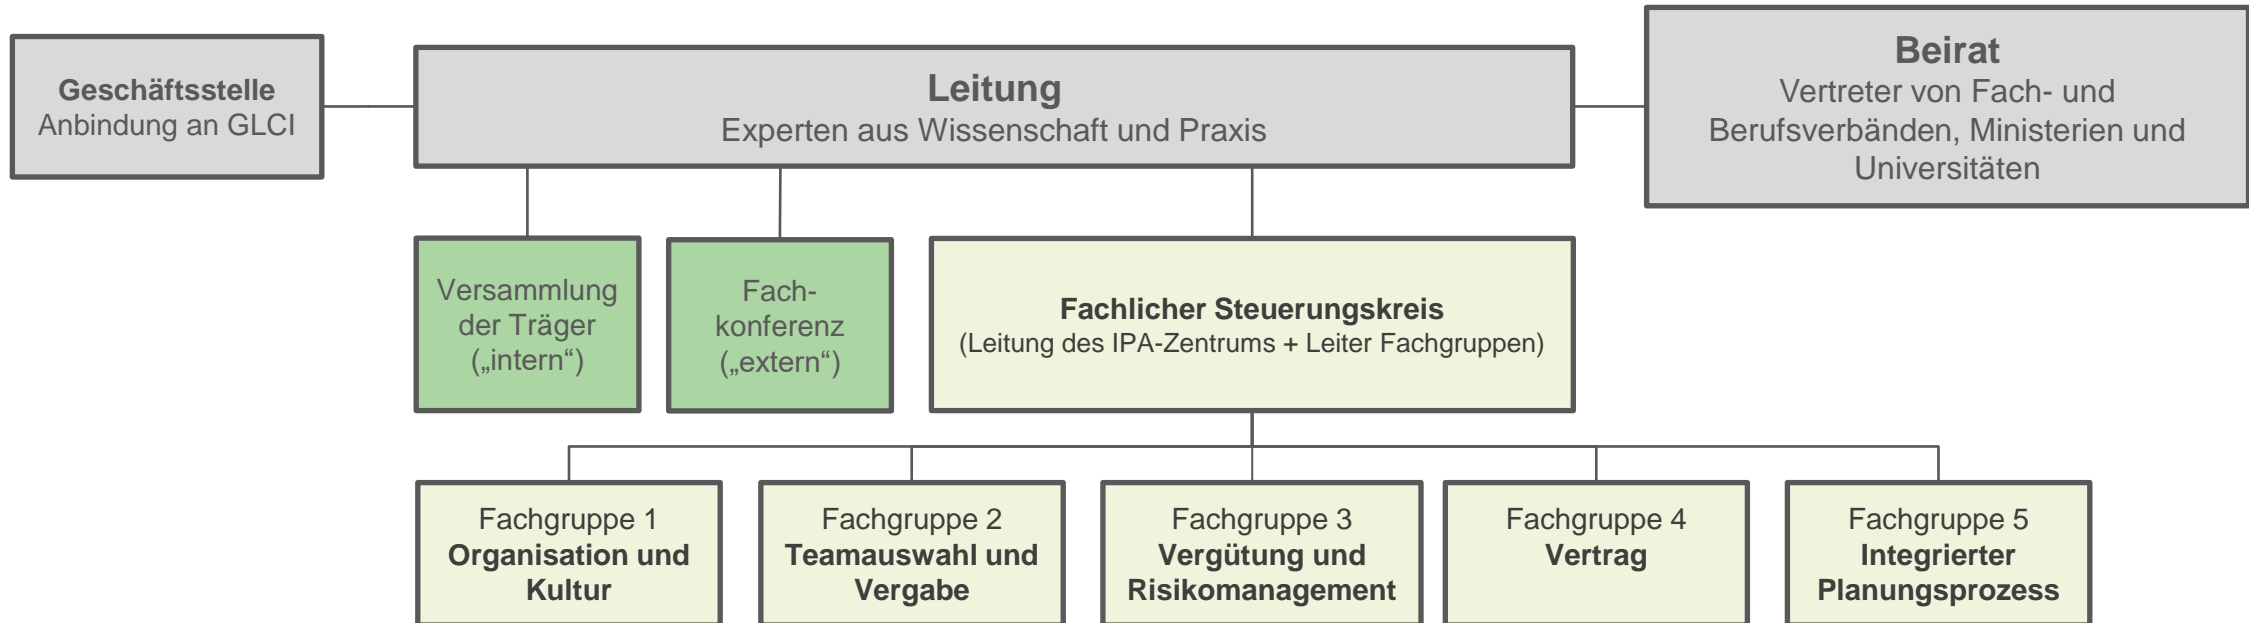 Geschäftsstelle
Anbindung an GLCI
Leitung
Experten aus Wissenschaft und Praxis
Beirat
Vertreter von Fach- und
Berufsverbänden, Ministerien und
Universitäten
Versammlung
der Träger
(„intern“)
Fach-
konferenz
(„extern“)
Fachlicher Steuerungskreis
(Leitung des IPA-Zentrums + Leiter Fachgruppen)
Fachgruppe 1
Organisation und
Kultur
Fachgruppe 2
Teamauswahl und
Vergabe
Fachgruppe 3
Vergütung und
Risikomanagement
Fachgruppe 4
Vertrag
Fachgruppe 5
Integrierter
Planungsprozess